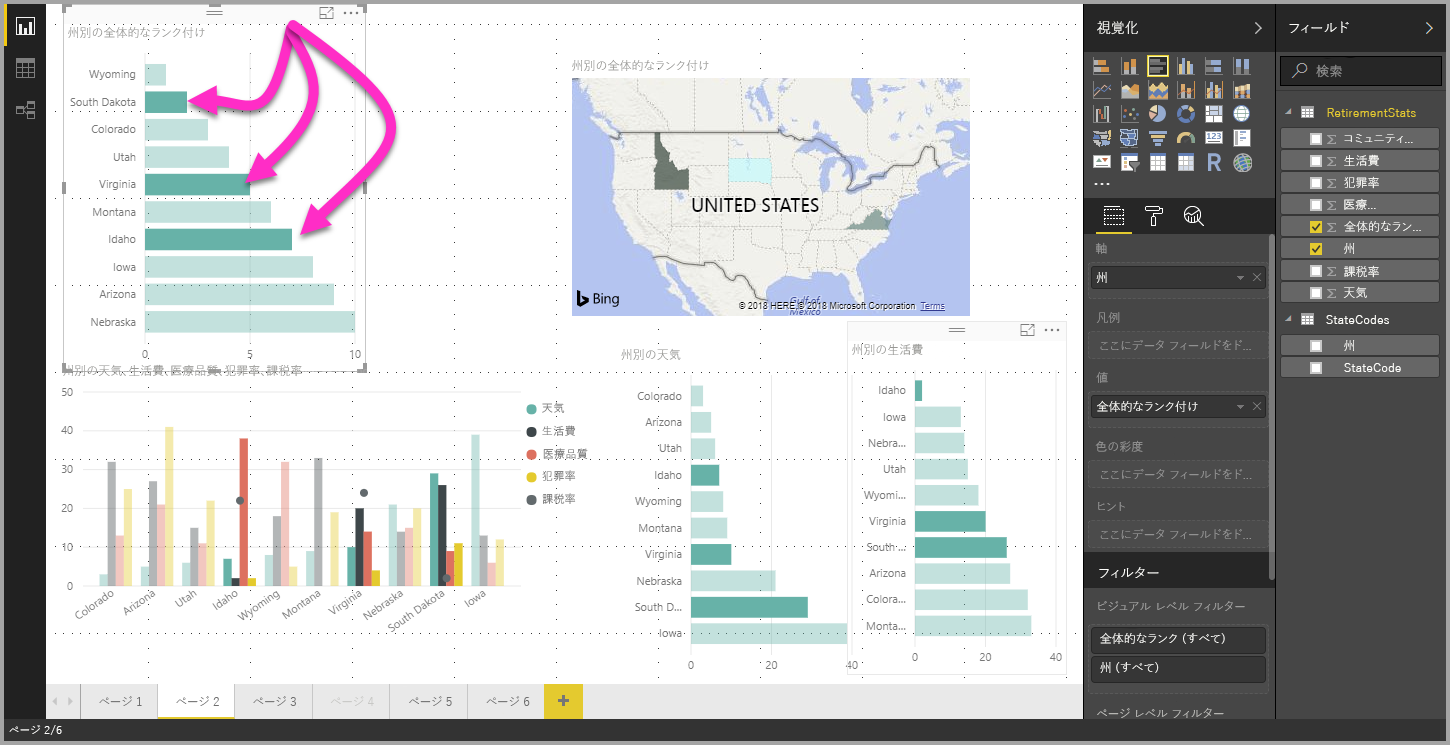 州別の全体的なランク付け
Wyoming
South Dakota
Colorado
Utah
Virginia
Montana
Idaho
Iowa
Arizona
Nebraska
0 5 10
州別の全体的なランク付け
UNITED STATES
Gulf of
Mexico
Bing
© 2018 HERE © 2018 Microsoft Corporation Terms
州別の天気、生活費、医療品質、犯罪率、課税率
50
40
30
20
10
0
Colorado
Arizona
Utah
Idaho
Wyoming
Montana
Virginia
Nebraska
South Dakota
Iowa
天気
生活費
医療品質
犯罪率
課税率
州別の天気
Colorado
Arizona
Utah
Idaho
Wyoming
Montana
Virginia
Nebraska
South D...
Iowa
0 20 40
州別の生活費
Idaho
Iowa
Nebra...
Utah
Wyomi...
Virginia
South ...
Arizona
Colora...
Monta...
0 20 40
ページ 1
ページ 2
ページ 3
ページ 4
ページ 5
ページ 6
ページ 2/6
視覚化
123
R
軸
州
凡例
ここにデータ フィールドをド...
値
全体的なランク付け
色の彩度
ここにデータ フィールドをド...
ヒント
ここにデータ フィールドをド...
フィルター
ビジュアル レベル フィルター
全体的なランク (すべて)
州 (すべて)
ページ レベル フィルター
フィールド
検索
RetirementStats
コミュニティ...
生活費
犯罪率
医療...
全体的なラン...
州
課税率
天気
StateCodes
州
StateCode